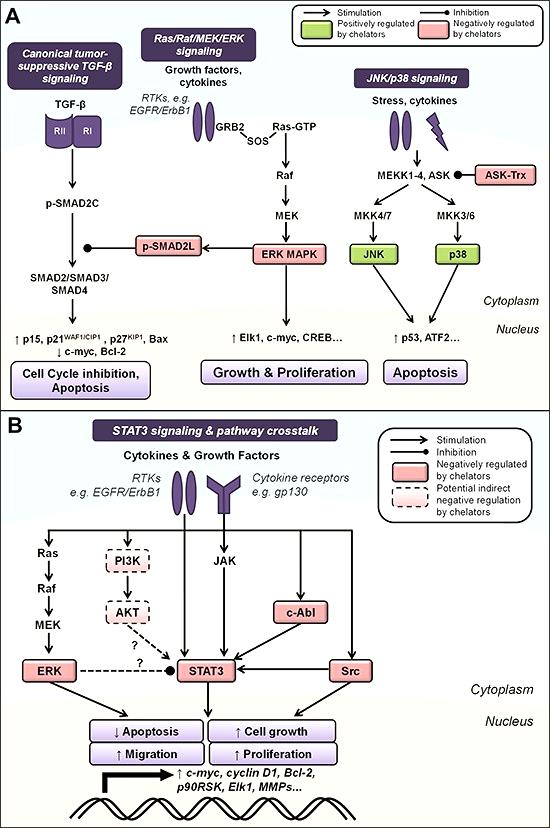 A
Canonical tumor-
suppressive TGF-β
signaling
TGF-β
RII
RI
p-SMAD2C
SMAD2/SMAD3/
SMAD4
↑ p15, p21WAF1/CIP1 , p27KIP1, Bax
↓ c-myc, Bcl-2
Cell Cycle inhibition,
Apoptosis
Ras/Raf/MEK/ERK
signaling
Growth factors,
cytokines
RTKs, e.g.
EGFR/ErbB1
GRB2
SOS
Ras-GTP
Raf
MEK
p-SMAD2L
ERK MAPK
↑ Elk1, c-myc, CREB…
Growth & Proliferation
Stimulation
Inhibition
Positively regulated
by chelators
Negatively regulated
by chelators
JNK/p38 signaling
Stress, cytokines
MEKK1-4, ASK
ASK-Trx
MKK4/7
MKK3/6
JNK
p38
Cytoplasm
Nucleus
↑ p53, ATF2…
Apoptosis
B
STAT3 signaling & pathway crosstalk
Cytokines & Growth Factors
RTKs
e.g. EGFR/ErbB1
Cytokine receptors
e.g. gp130
Stimulation
Inhibition
Negatively regulated
by chelators
Potential indirect
negative regulation
by chelators
Ras
Raf
MEK
ERK
PI3K
AKT
?
?
JAK
c-Abl
STAT3
Src
Cytoplasm
Nucleus
↓ Apoptosis
↑ Cell growth
↑ Migration
↑ Proliferation
↑ c-myc, cyclin D1, Bcl-2,
p90RSK, Elk1, MMPs...